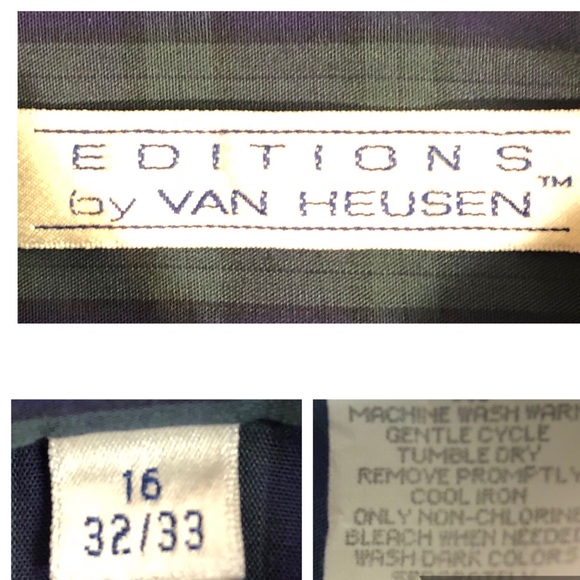 EDITIONS
by VAN HEUSEN™
16
32/33
MACHINE WASH WARM
GENTLE CYCLE
TUMBLE DRY
REMOVE PROMPTLY
COOL IRON
ONLY NON-CHLORINE
BLEACH WHEN NEEDED
WASH DARK COLORS